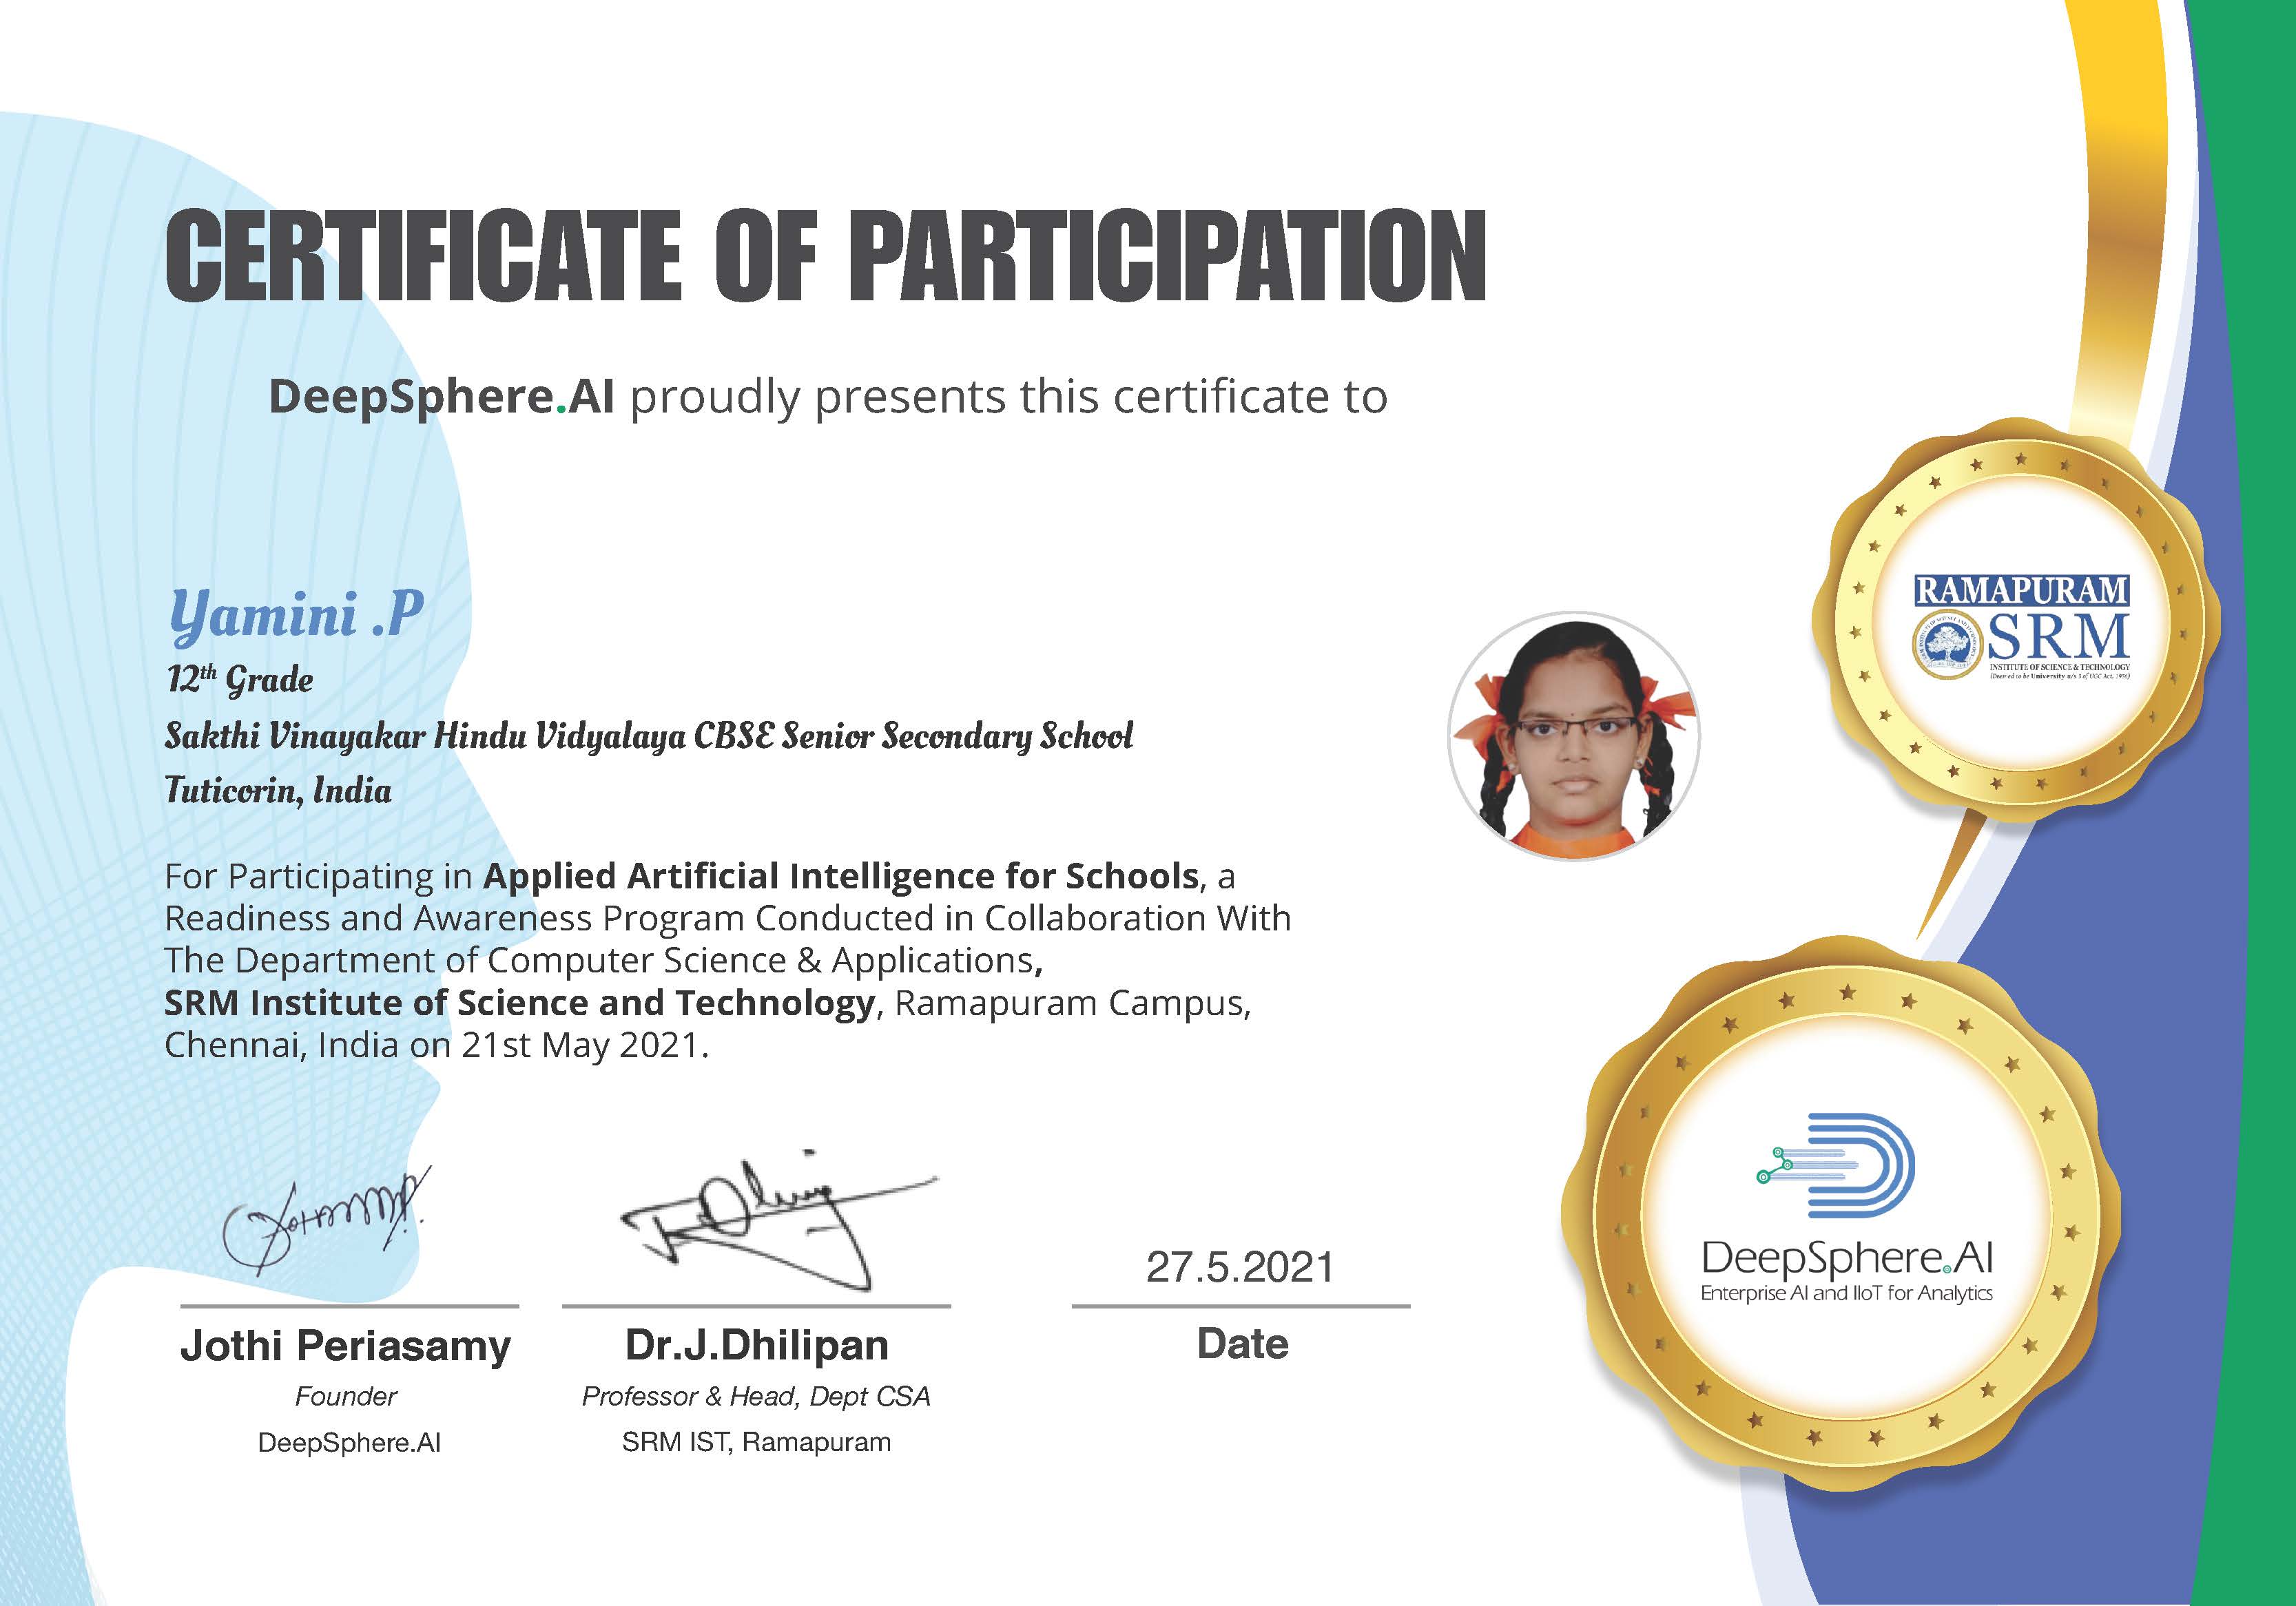 CERTIFICATE OF PARTICIPATION
DeepSphere.AI proudly presents this certificate to
Yamini .P
12th Grade
Sakthi Vinayakar Hindu Vidyalaya CBSE Senior Secondary School
Tuticorin, India
For Participating in Applied Artificial Intelligence for Schools, a
Readiness and Awareness Program Conducted in Collaboration With
The Department of Computer Science & Applications,
SRM Institute of Science and Technology, Ramapuram Campus,
Chennai, India on 21st May 2021.
27.5.2021
Jothi Periasamy
Founder
DeepSphere.AI
Dr.J.Dhilipan
Professor & Head, Dept CSA
SRM IST, Ramapuram
Date
RAMAPURAM
SRM
INSTITUTE OF SCIENCE & TECHNOLOGY
(Deemed to be University u/s 3 of UGC Act, 1956)
DeepSphere.AI
Enterprise AI and IIoT for Analytics